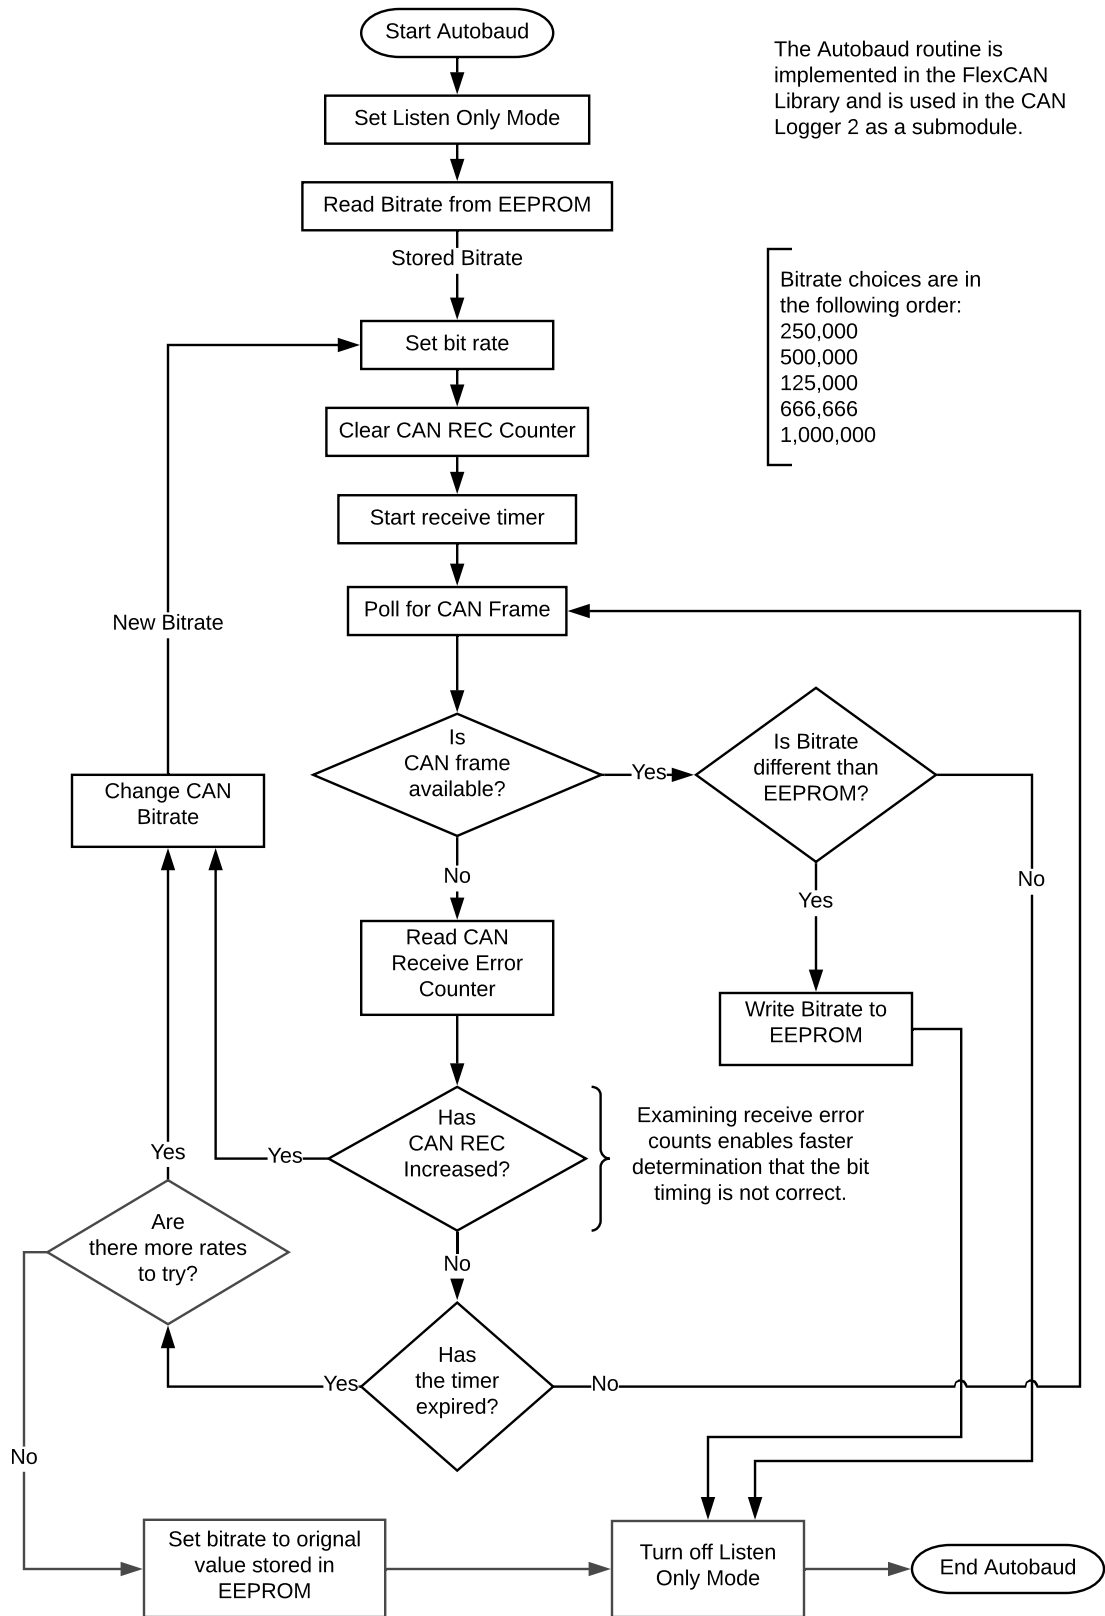 Start Autobaud
The Autobaud routine is
implemented in the FlexCAN
Library and is used in the CAN
Logger 2 as a submodule.
Set Listen Only Mode
Read Bitrate from EEPROM
Stored Bitrate
Bitrate choices are in
the following order:
250,000
500,000
125,000
666,666
1,000,000
Set bit rate
Clear CAN REC Counter
Start receive timer
Poll for CAN Frame
New Bitrate
Is
CAN frame
available?
Yes
Is Bitrate
different than
EEPROM?
Change CAN
Bitrate
No
No
Yes
Read CAN
Receive Error
Counter
Write Bitrate to
EEPROM
Has
CAN REC
Increased?
Examining receive error
counts enables faster
determination that the bit
timing is not correct.
Yes
Yes
Are
there more rates
to try?
No
Has
the timer
expired?
Yes
No
No
Set bitrate to orignal
value stored in
EEPROM
Turn off Listen
Only Mode
End Autobaud